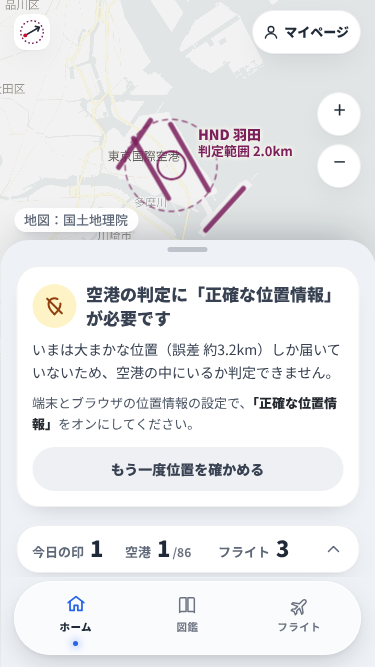 品川区
マイページ
大田区
+
HND 羽田
判定範囲 2.0km
東京国際空港
−
多摩川
地図：国土地理院
川崎市
空港の判定に「正確な位置情報」
が必要です
いまは大まかな位置（誤差 約3.2km）しか届いて
いないため、空港の中にいるか判定できません。
端末とブラウザの位置情報の設定で、「正確な位置情
報」をオンにしてください。
もう一度位置を確かめる
今日の印 1 空港 1/86 フライト 3
ホーム 図鑑 フライト